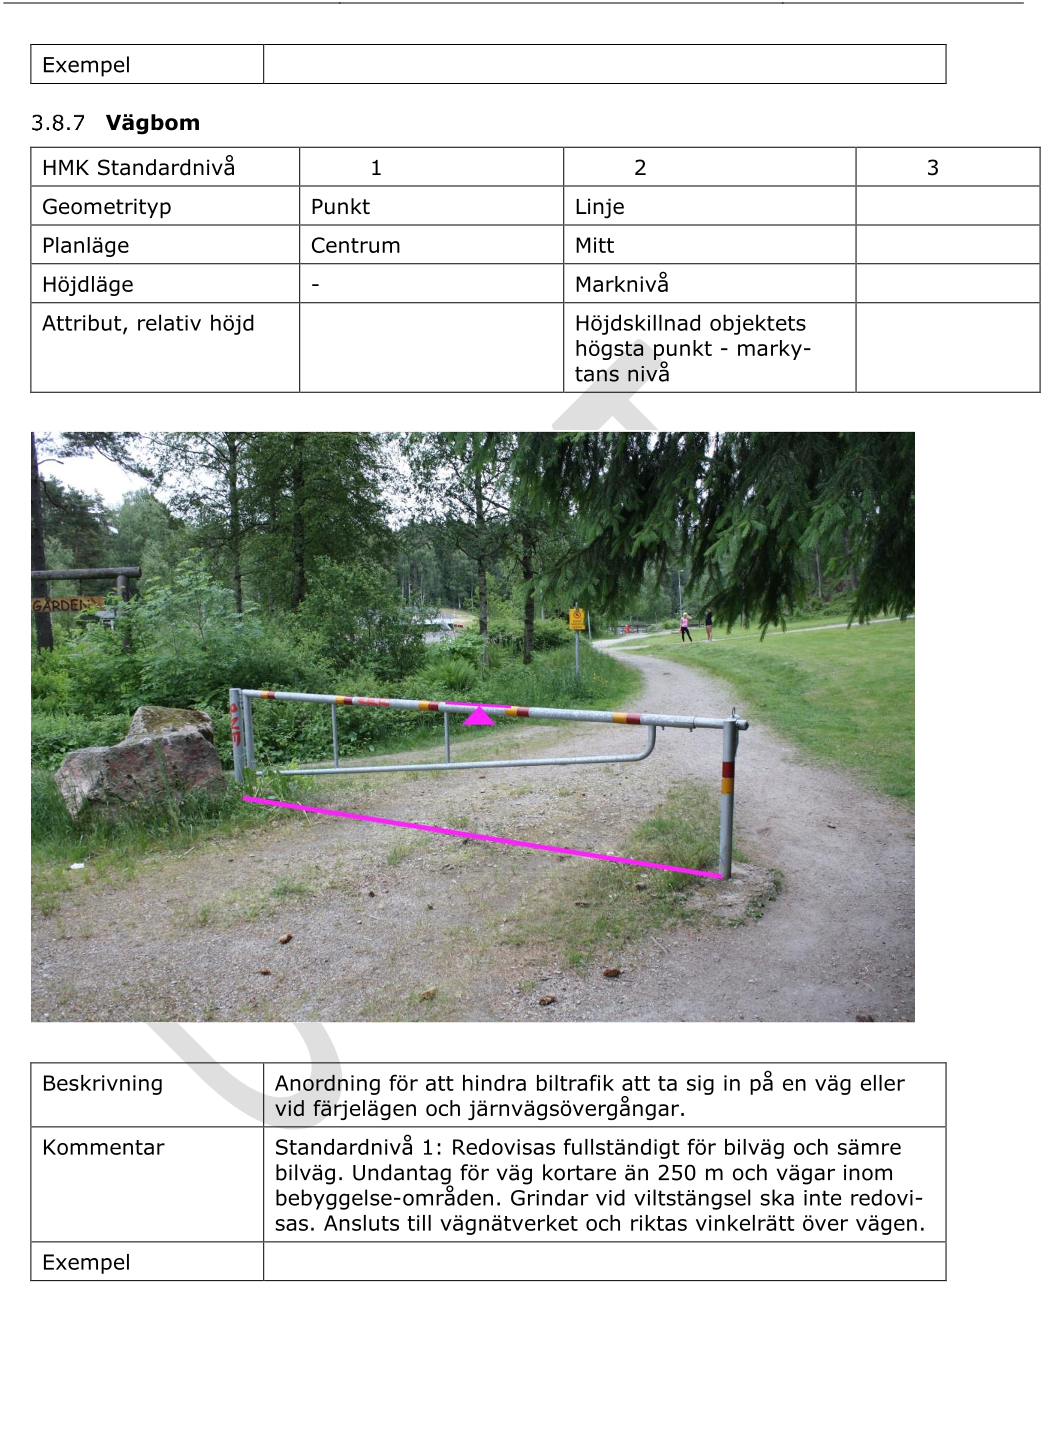 Exempel
3.8.7 Vägbom
HMK Standardnivå 1 2 3
Geometrityp Punkt Linje
Planläge Centrum Mitt
Höjdläge - Marknivå
Attribut, relativ höjd Höjdskillnad objektets
högsta punkt - marky-
tans nivå
GÅRDEN
Beskrivning Anordning för att hindra biltrafik att ta sig in på en väg eller
vid färjelägen och järnvägsövergångar.
Kommentar Standardnivå 1: Redovisas fullständigt för bilväg och sämre
bilväg. Undantag för väg kortare än 250 m och vägar inom
bebyggelse-områden. Grindar vid viltstängsel ska inte redovi-
sas. Ansluts till vägnätverket och riktas vinkelrätt över vägen.
Exempel